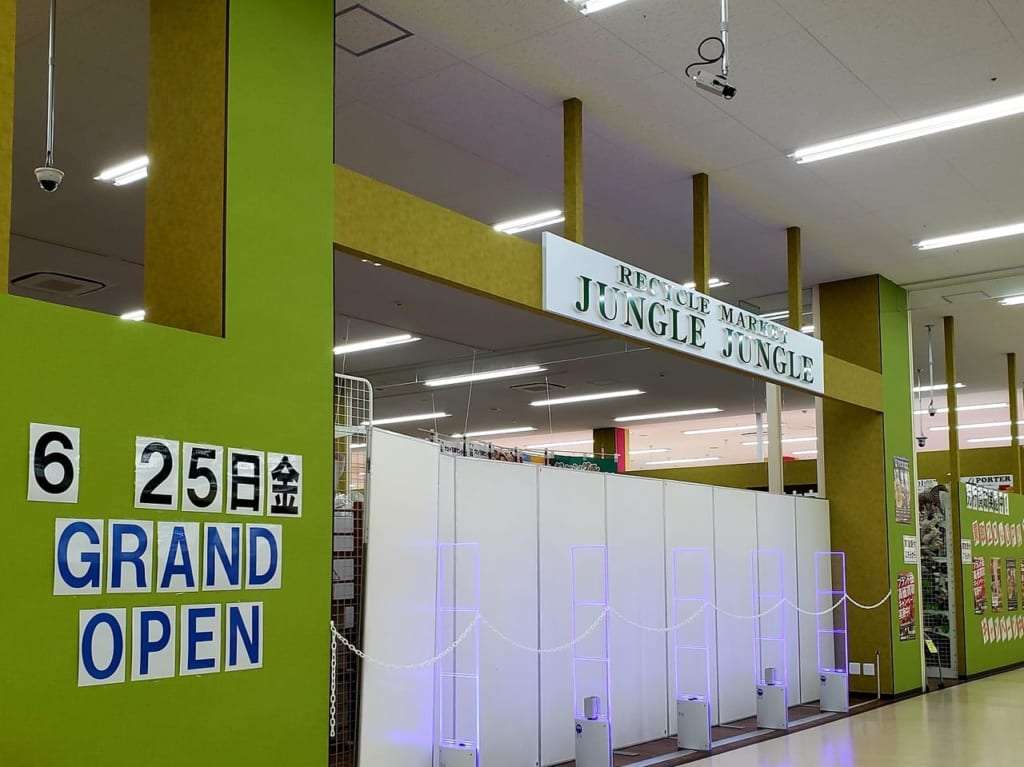 RECYCLE MARKET
JUNGLE JUNGLE
6 25日金
GRAND
OPEN
PORTER